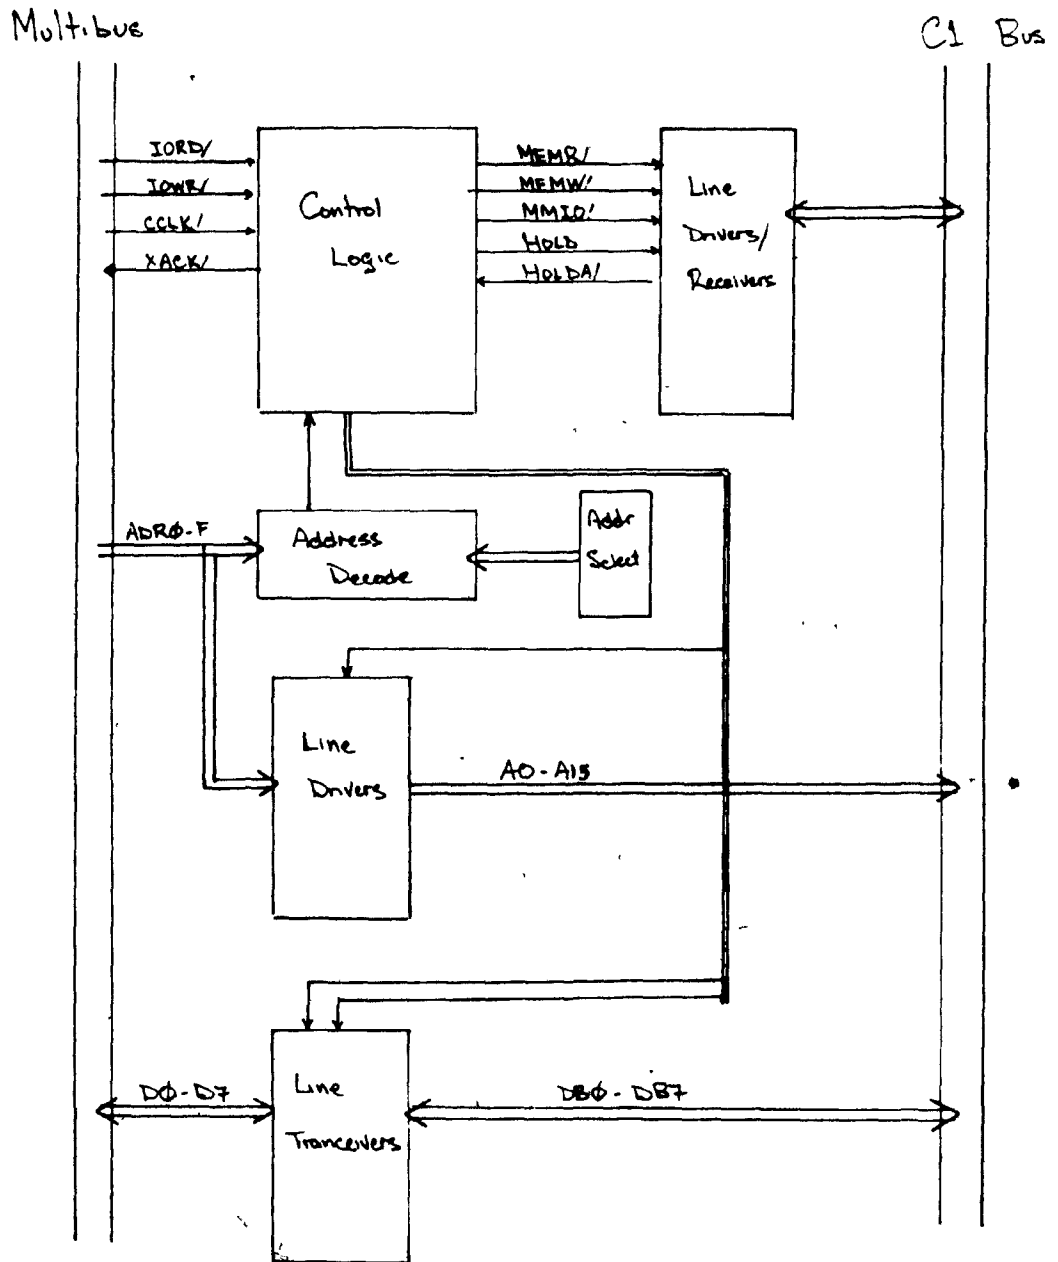 Multibus
C1 Bus
IORD/
IOWR/
CCLK/
XACK/
Control
Logic
MEMR/
MEMW/
MMIO/
HOLD
HOLDA/
Line
Drivers/
Receivers
ADRØ-F
Address
Decode
Addr
Select
Line
Drivers
A0-A15
DØ-D7
Line
Tranceivers
DBØ-DB7